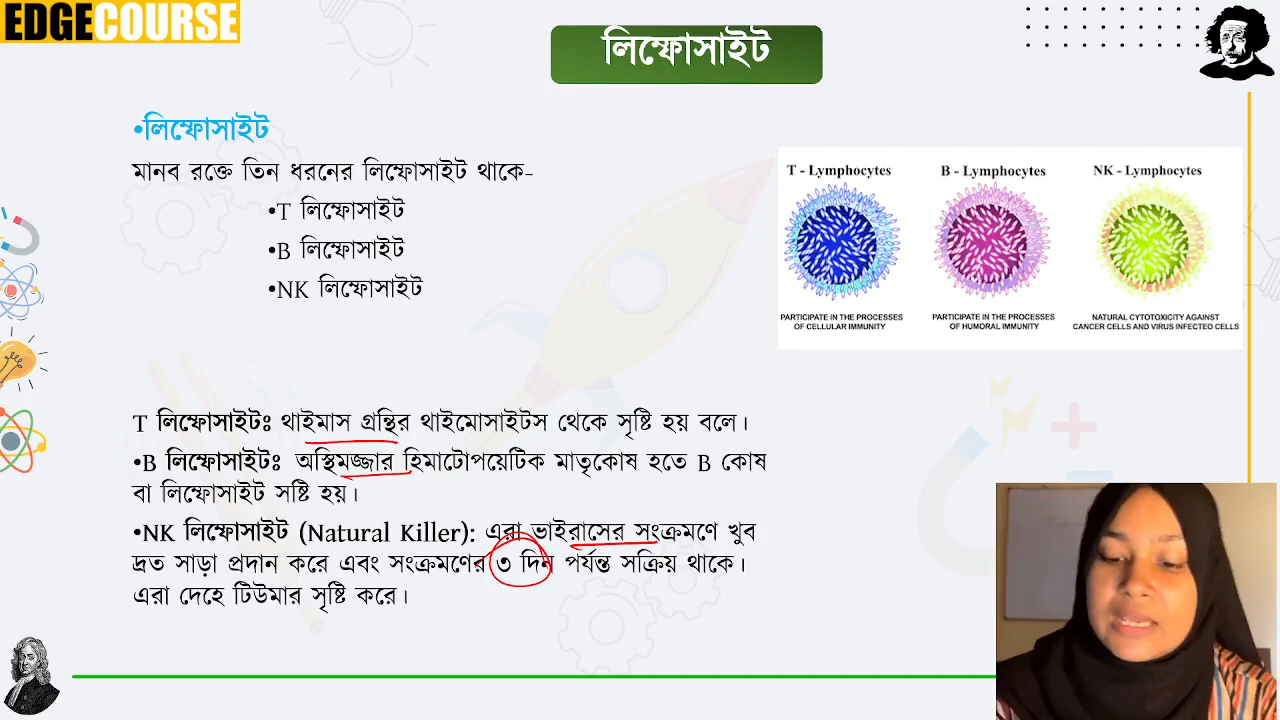 EDGECOURSE
লিম্ফোসাইট
•লিম্ফোসাইট
মানব রক্তে তিন ধরনের লিম্ফোসাইট থাকে-
•T লিম্ফোসাইট
•B লিম্ফোসাইট
•NK লিম্ফোসাইট
T - Lymphocytes
B - Lymphocytes
NK - Lymphocytes
PARTICIPATE IN THE PROCESSES
OF CELLULAR IMMUNITY
PARTICIPATE IN THE PROCESSES
OF HUMORAL IMMUNITY
NATURAL CYTOTOXICITY AGAINST
CANCER CELLS AND VIRUS INFECTED CELLS
T লিম্ফোসাইটঃ থাইমাস গ্রন্থির থাইমোসাইটস থেকে সৃষ্টি হয় বলে।
•B লিম্ফোসাইটঃ অস্থিমজ্জার হিমাটোপয়েটিক মাতৃকোষ হতে B কোষ
বা লিম্ফোসাইট সষ্টি হয়।
•NK লিম্ফোসাইট (Natural Killer): এরা ভাইরাসের সংক্রমণে খুব
দ্রত সাড়া প্রদান করে এবং সংক্রমণের ৩ দিন পর্যন্ত সক্রিয় থাকে।
এরা দেহে টিউমার সৃষ্টি করে।